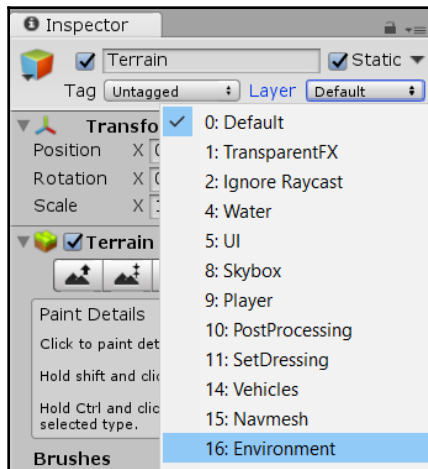 Inspector
Terrain Static
Tag Untagged Layer Default
Transfo
Position X
Rotation X
Scale X
0: Default
1: TransparentFX
2: Ignore Raycast
4: Water
5: UI
8: Skybox
9: Player
10: PostProcessing
11: SetDressing
14: Vehicles
15: Navmesh
16: Environment
Terrain
Paint Details
Click to paint det
Hold shift and clic
Hold Ctrl and clic
selected type.
Brushes